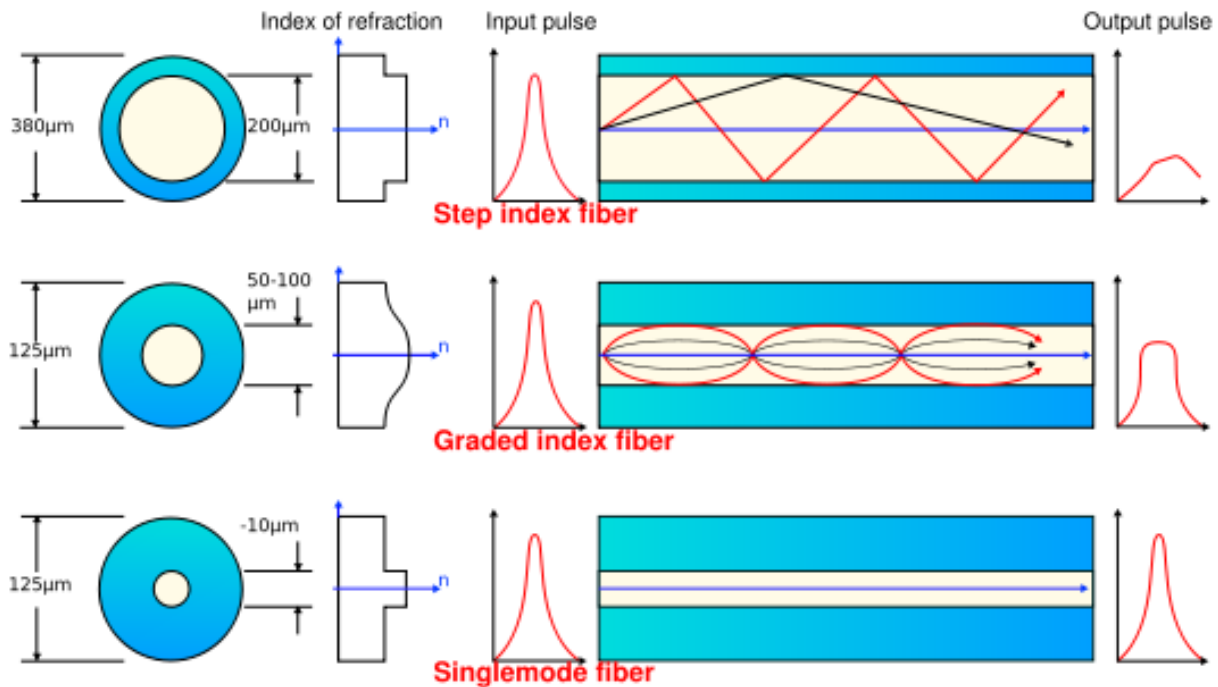 Index of refraction
Input pulse
Output pulse
380µm
200µm
n
Step index fiber
50-100
µm
125µm
n
Graded index fiber
-10µm
125µm
n
Singlemode fiber